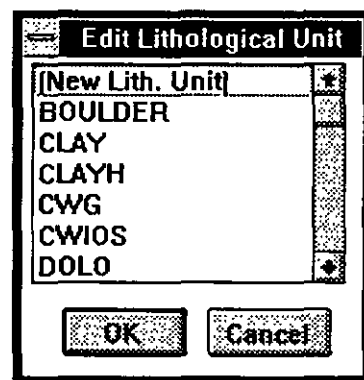 Edit Lithological Unit
[New Lith. Unit]
BOULDER
CLAY
CLAYH
CWG
CWIOS
DOLO
OK
Cancel